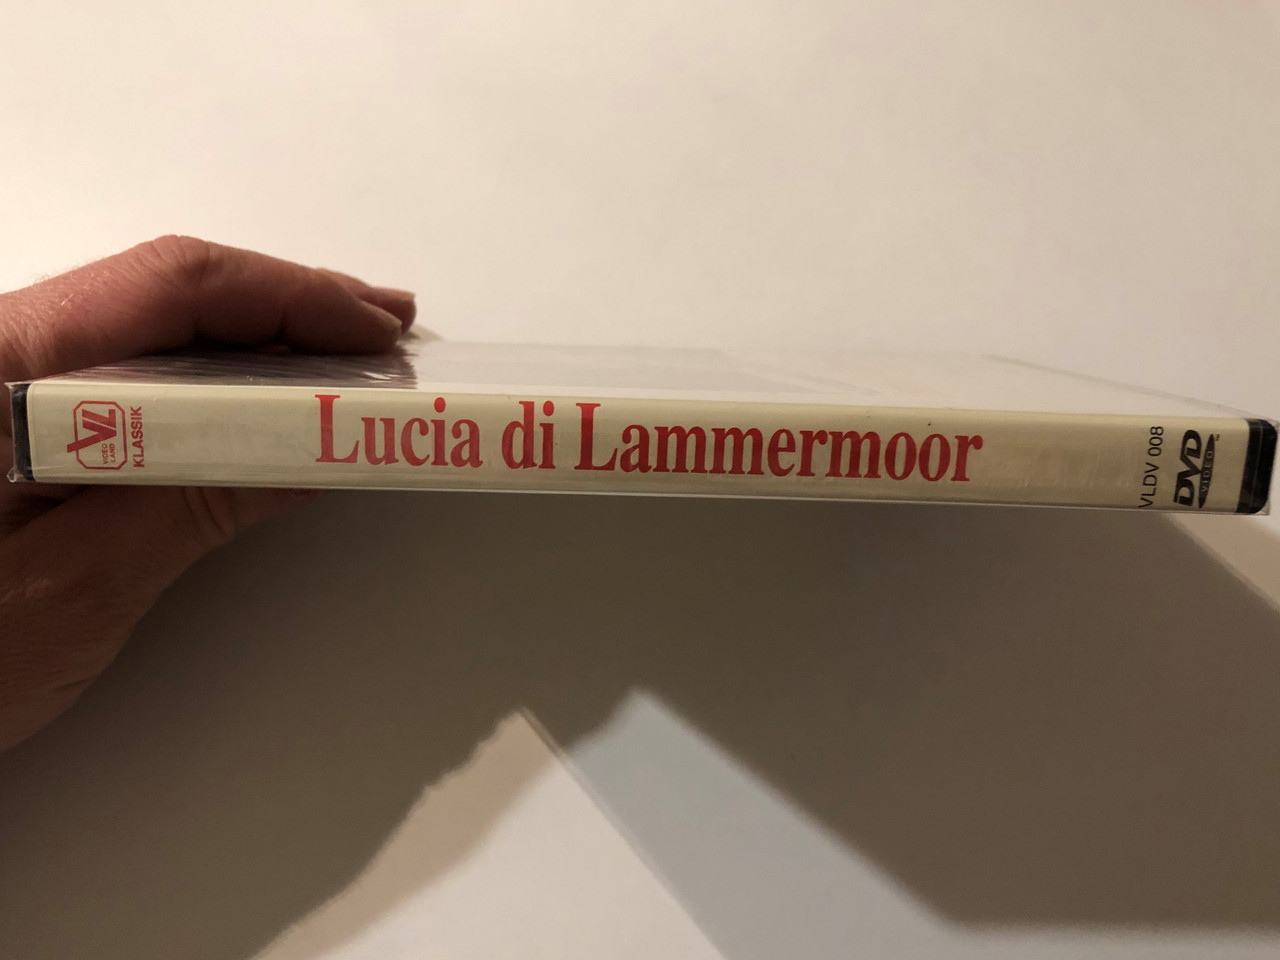 VL
VIDEO
LAND
KLASSIK
Lucia di Lammermoor
VLDV 008
DVD
VIDEO